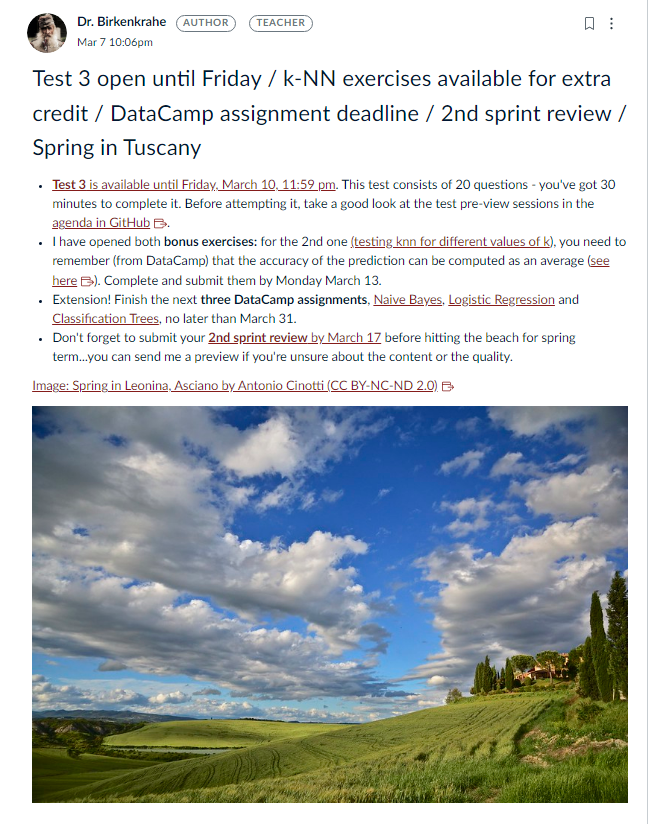 Dr. Birkenkrahe AUTHOR TEACHER
Mar 7 10:06pm
Test 3 open until Friday / k-NN exercises available for extra
credit / DataCamp assignment deadline / 2nd sprint review /
Spring in Tuscany
• Test 3 is available until Friday, March 10, 11:59 pm. This test consists of 20 questions - you've got 30
minutes to complete it. Before attempting it, take a good look at the test pre-view sessions in the
agenda in GitHub.
• I have opened both bonus exercises: for the 2nd one (testing knn for different values of k), you need to
remember (from DataCamp) that the accuracy of the prediction can be computed as an average (see
here). Complete and submit them by Monday March 13.
• Extension! Finish the next three DataCamp assignments, Naive Bayes, Logistic Regression and
Classification Trees, no later than March 31.
• Don't forget to submit your 2nd sprint review by March 17 before hitting the beach for spring
term...you can send me a preview if you're unsure about the content or the quality.
Image: Spring in Leonina, Asciano by Antonio Cinotti (CC BY-NC-ND 2.0)